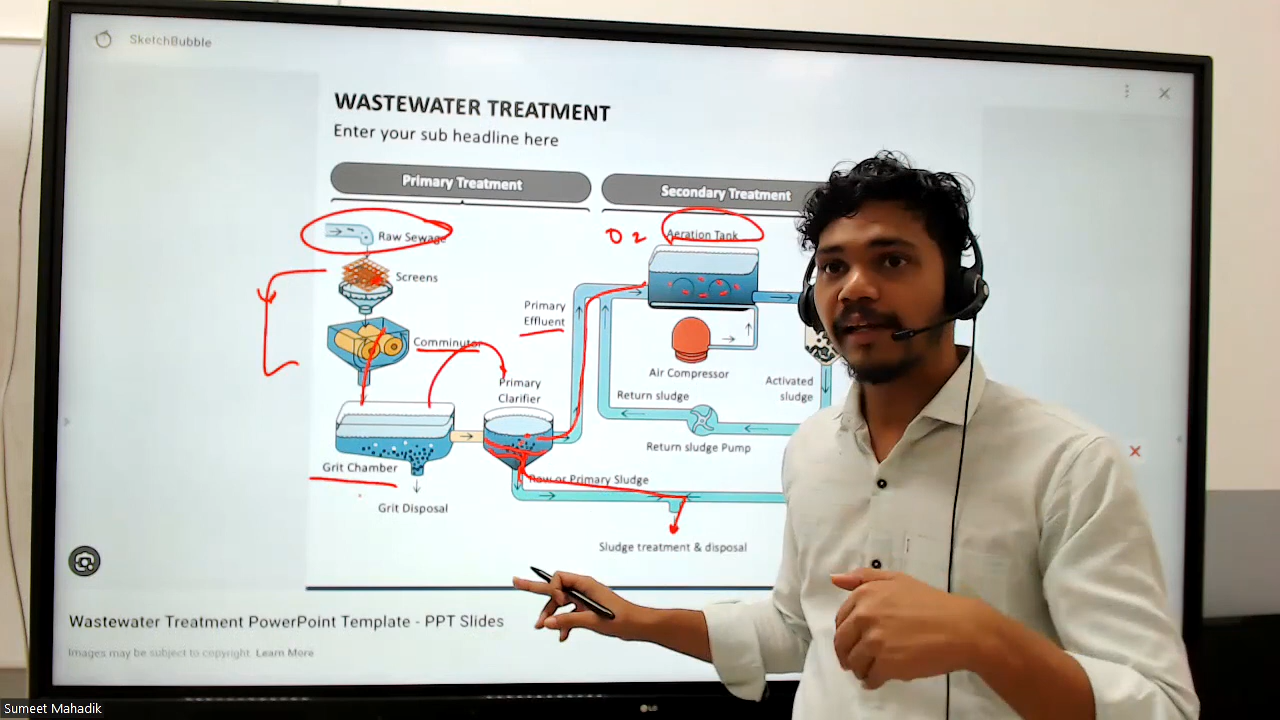 SketchBubble
WASTEWATER TREATMENT
Enter your sub headline here
Primary Treatment
Secondary Treatment
Raw Sewage
O2
Aeration Tank
Screens
Primary
Effluent
Comminutor
Air Compressor
Primary
Clarifier
Activated
sludge
Return sludge
Return sludge Pump
Grit Chamber
Raw or Primary Sludge
Grit Disposal
Sludge treatment & disposal
Wastewater Treatment PowerPoint Template - PPT Slides
Images may be subject to copyright. Learn More
LG
Sumeet Mahadik